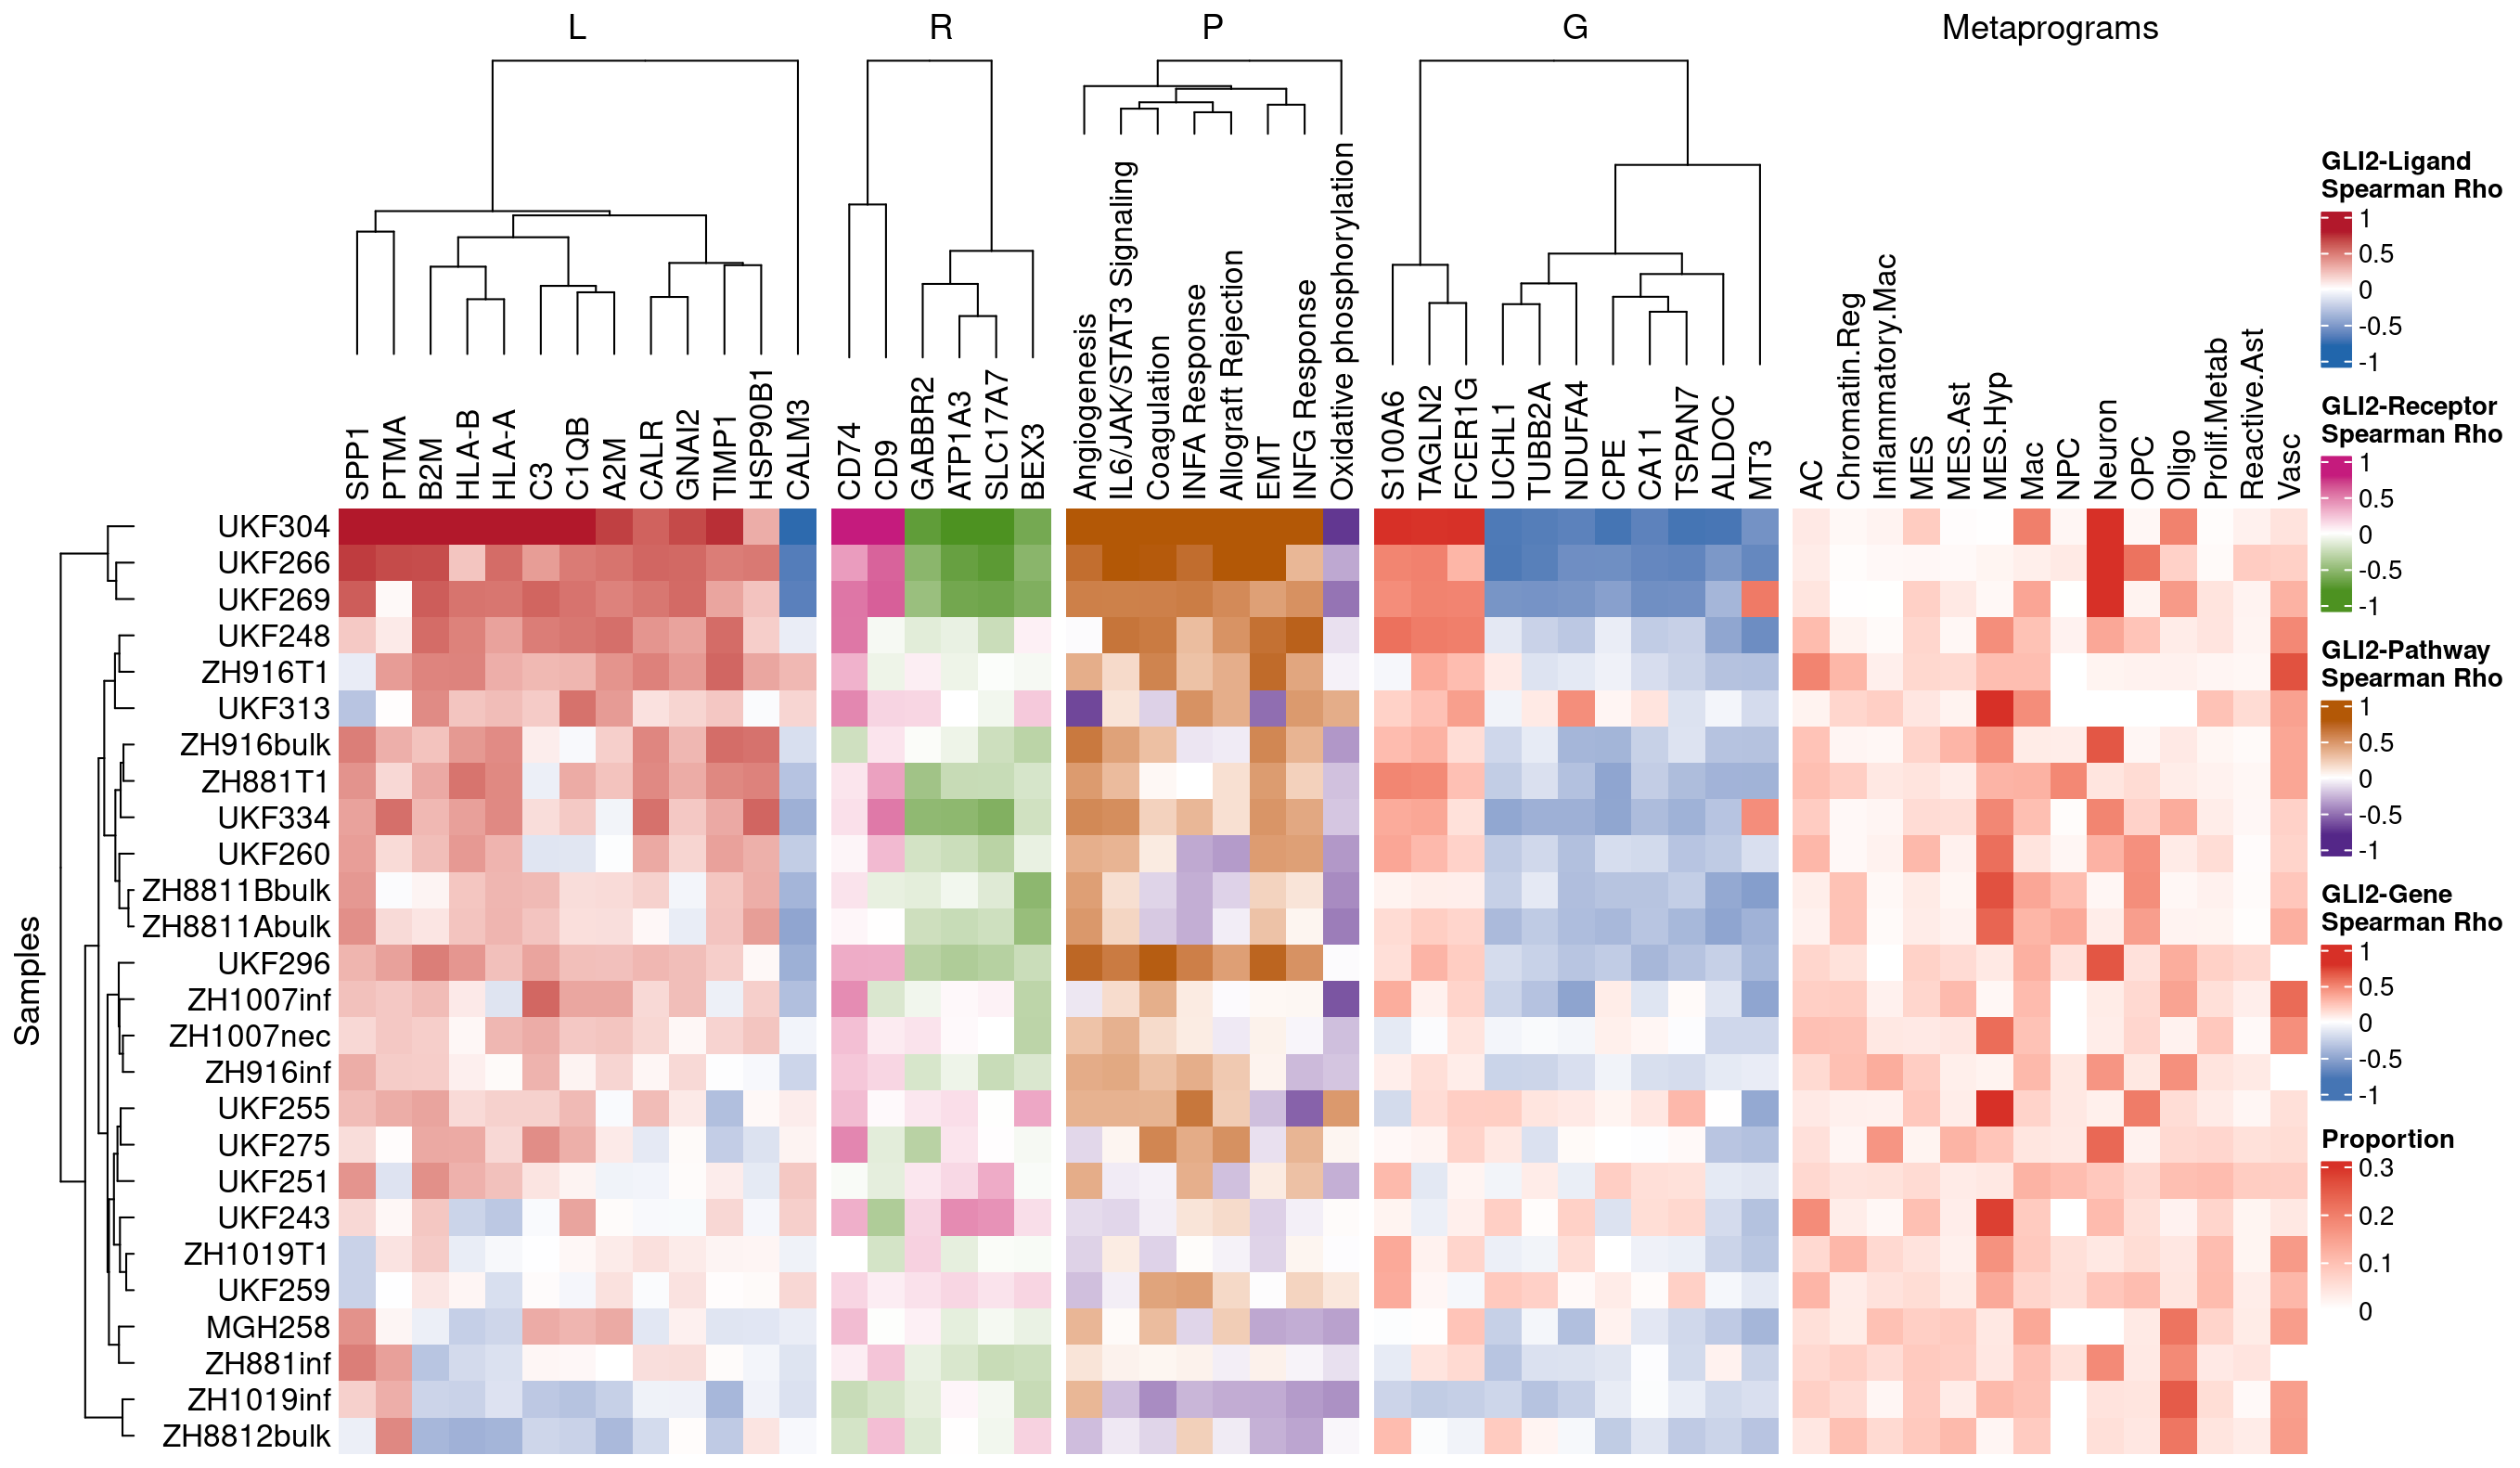 L R P G Metaprograms
SPP1
PTMA
B2M
HLA-B
HLA-A
C3
C1QB
A2M
CALR
GNAI2
TIMP1
HSP90B1
CALM3
CD74
CD9
GABBR2
ATP1A3
SLC17A7
BEX3
Angiogenesis
IL6/JAK/STAT3 Signaling
Coagulation
INFA Response
Allograft Rejection
EMT
INFG Response
Oxidative phosphorylation
S100A6
TAGLN2
FCER1G
UCHL1
TUBB2A
NDUFA4
CPE
CA11
TSPAN7
ALDOC
MT3
AC
Chromatin.Reg
Inflammatory.Mac
MES
MES.Ast
MES.Hyp
Mac
NPC
Neuron
OPC
Oligo
Prolif.Metab
Reactive.Ast
Vasc
Samples
UKF304
UKF266
UKF269
UKF248
ZH916T1
UKF313
ZH916bulk
ZH881T1
UKF334
UKF260
ZH8811Bbulk
ZH8811Abulk
UKF296
ZH1007inf
ZH1007nec
ZH916inf
UKF255
UKF275
UKF251
UKF243
ZH1019T1
UKF259
MGH258
ZH881inf
ZH1019inf
ZH8812bulk
GLI2-Ligand
Spearman Rho
1
0.5
0
-0.5
-1
GLI2-Receptor
Spearman Rho
1
0.5
0
-0.5
-1
GLI2-Pathway
Spearman Rho
1
0.5
0
-0.5
-1
GLI2-Gene
Spearman Rho
1
0.5
0
-0.5
-1
Proportion
0.3
0.2
0.1
0